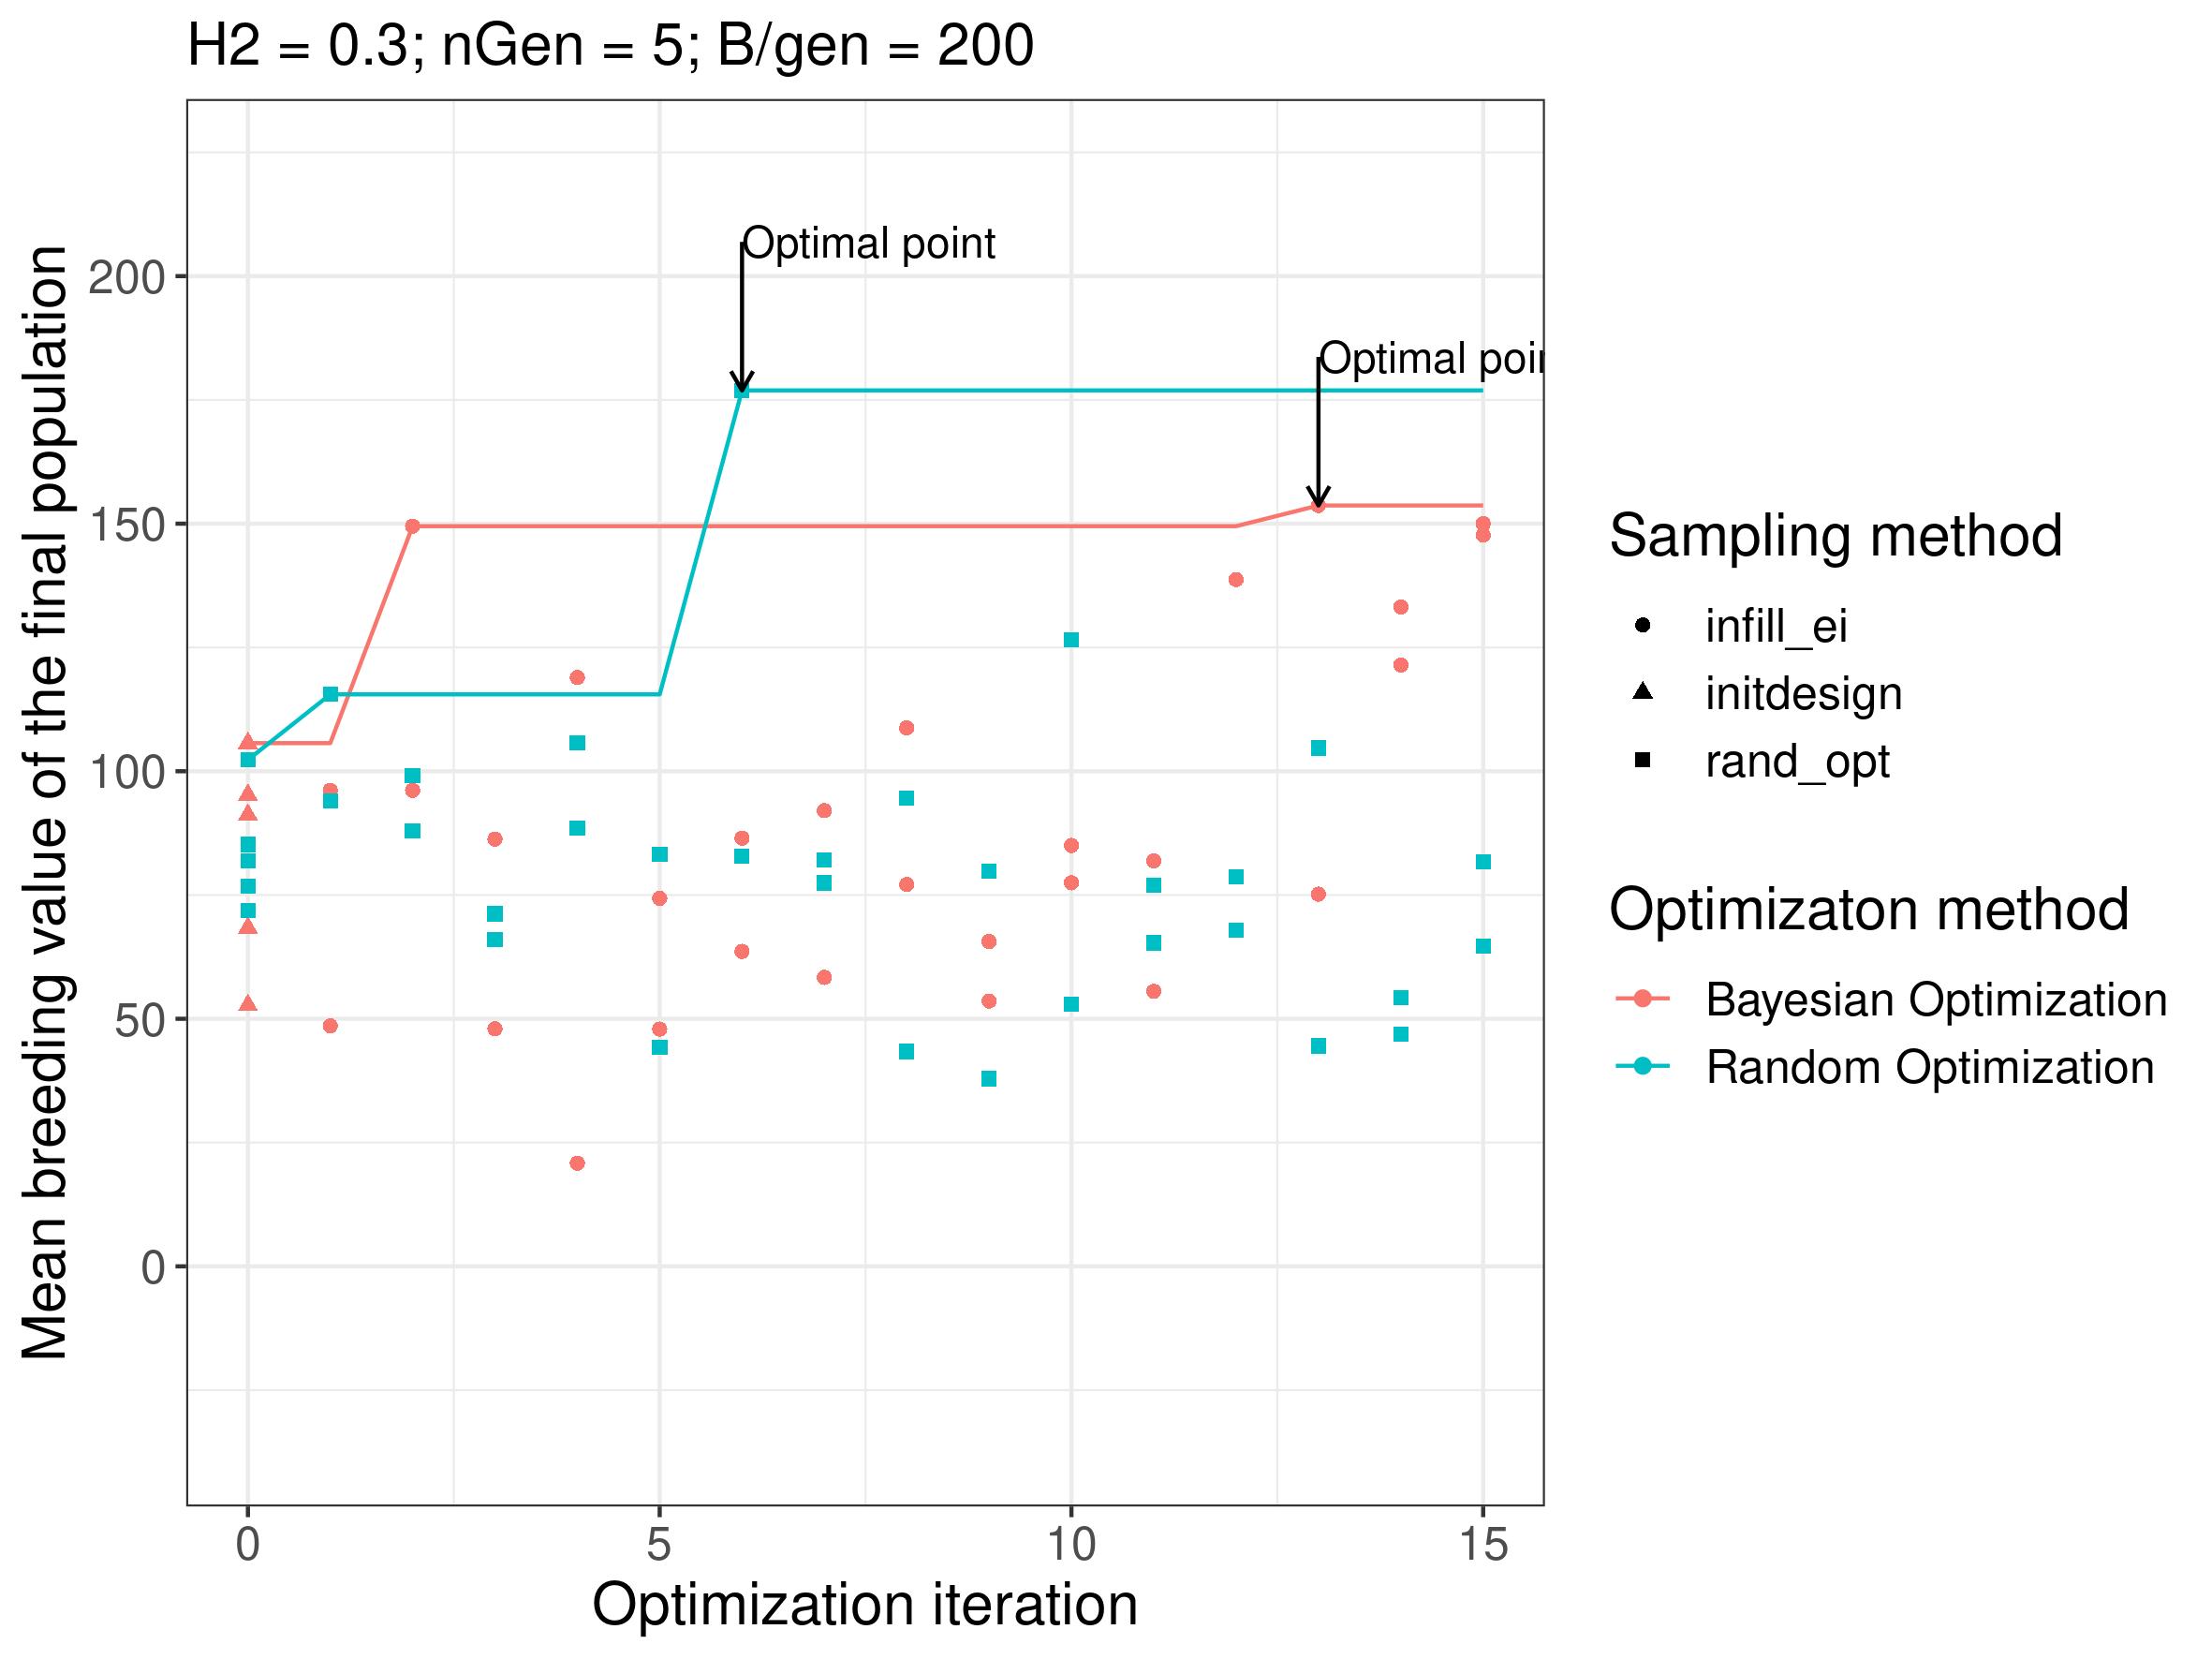 H2 = 0.3; nGen = 5; B/gen = 200
Mean breeding value of the final population
200
150
100
50
0
Optimal point
Optimal poin
0
5
10
15
Optimization iteration
Sampling method
infill_ei
initdesign
rand_opt
Optimizaton method
Bayesian Optimization
Random Optimization